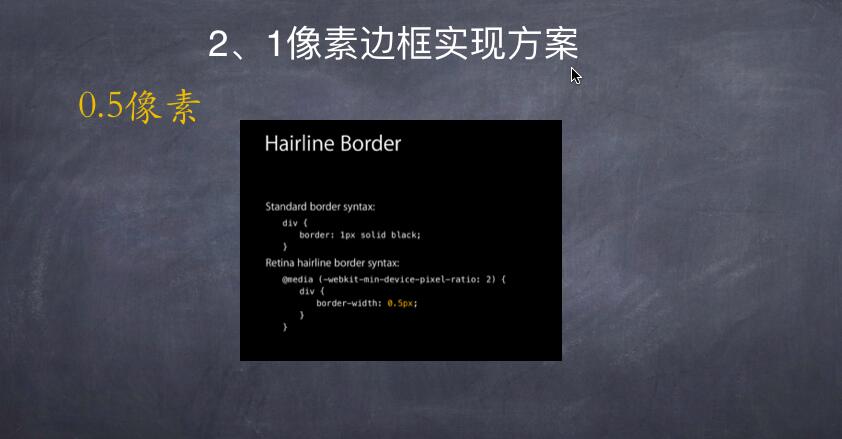 2、1像素边框实现方案
0.5像素
Hairline Border
Standard border syntax:
div {
border: 1px solid black;
}
Retina hairline border syntax:
@media (-webkit-min-device-pixel-ratio: 2) {
div {
border-width: 0.5px;
}
}